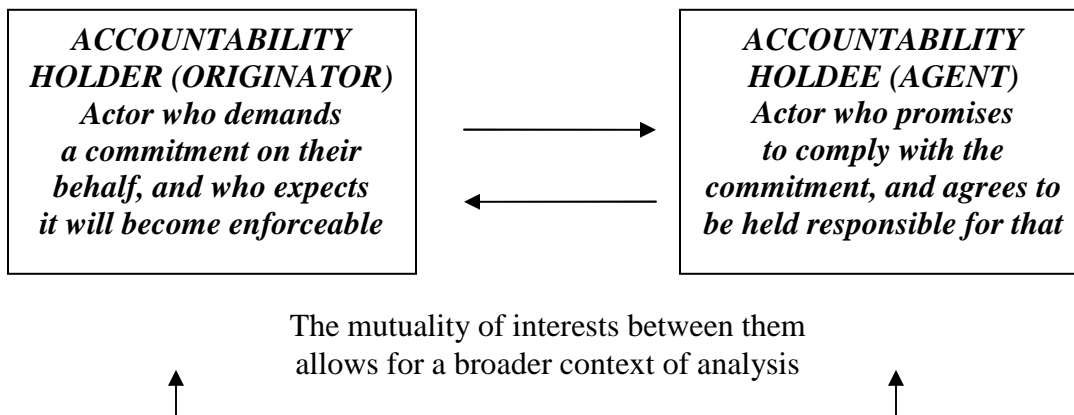 ACCOUNTABILITY
HOLDER (ORIGINATOR)
Actor who demands
a commitment on their
behalf, and who expects
it will become enforceable
ACCOUNTABILITY
HOLDEE (AGENT)
Actor who promises
to comply with the
commitment, and agrees to
be held responsible for that
The mutuality of interests between them
allows for a broader context of analysis